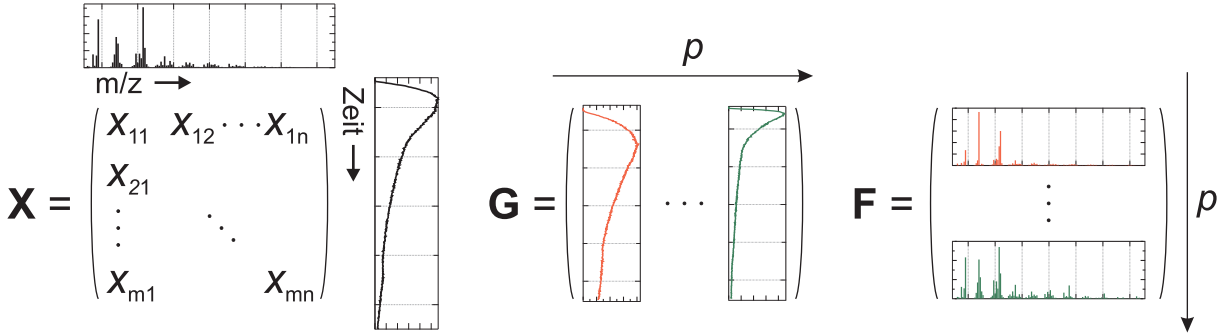 m/z →
Zeit →
p
X =
x11 x12 ··· x1n
x21
xm1 xmn
G = ···
F =
p